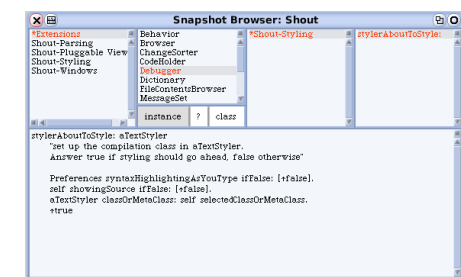 Snapshot Browser: Shout
*Extensions
Shout-Parsing
Shout-Pluggable View
Shout-Styling
Shout-Windows
Behavior
Browser
ChangeSorter
CodeHolder
Debugger
Dictionary
FileContentsBrowser
MessageSet
instance ? class
*Shout-Styling
stylerAboutToStyle:
stylerAboutToStyle: aTextStyler
"set up the compilation class in aTextStyler.
Answer true if styling should go ahead, false otherwise"
Preferences syntaxHighlightingAsYouType ifFalse: [↑false].
self showingSource ifFalse: [↑false].
aTextStyler classOrMetaClass: self selectedClassOrMetaClass.
↑true